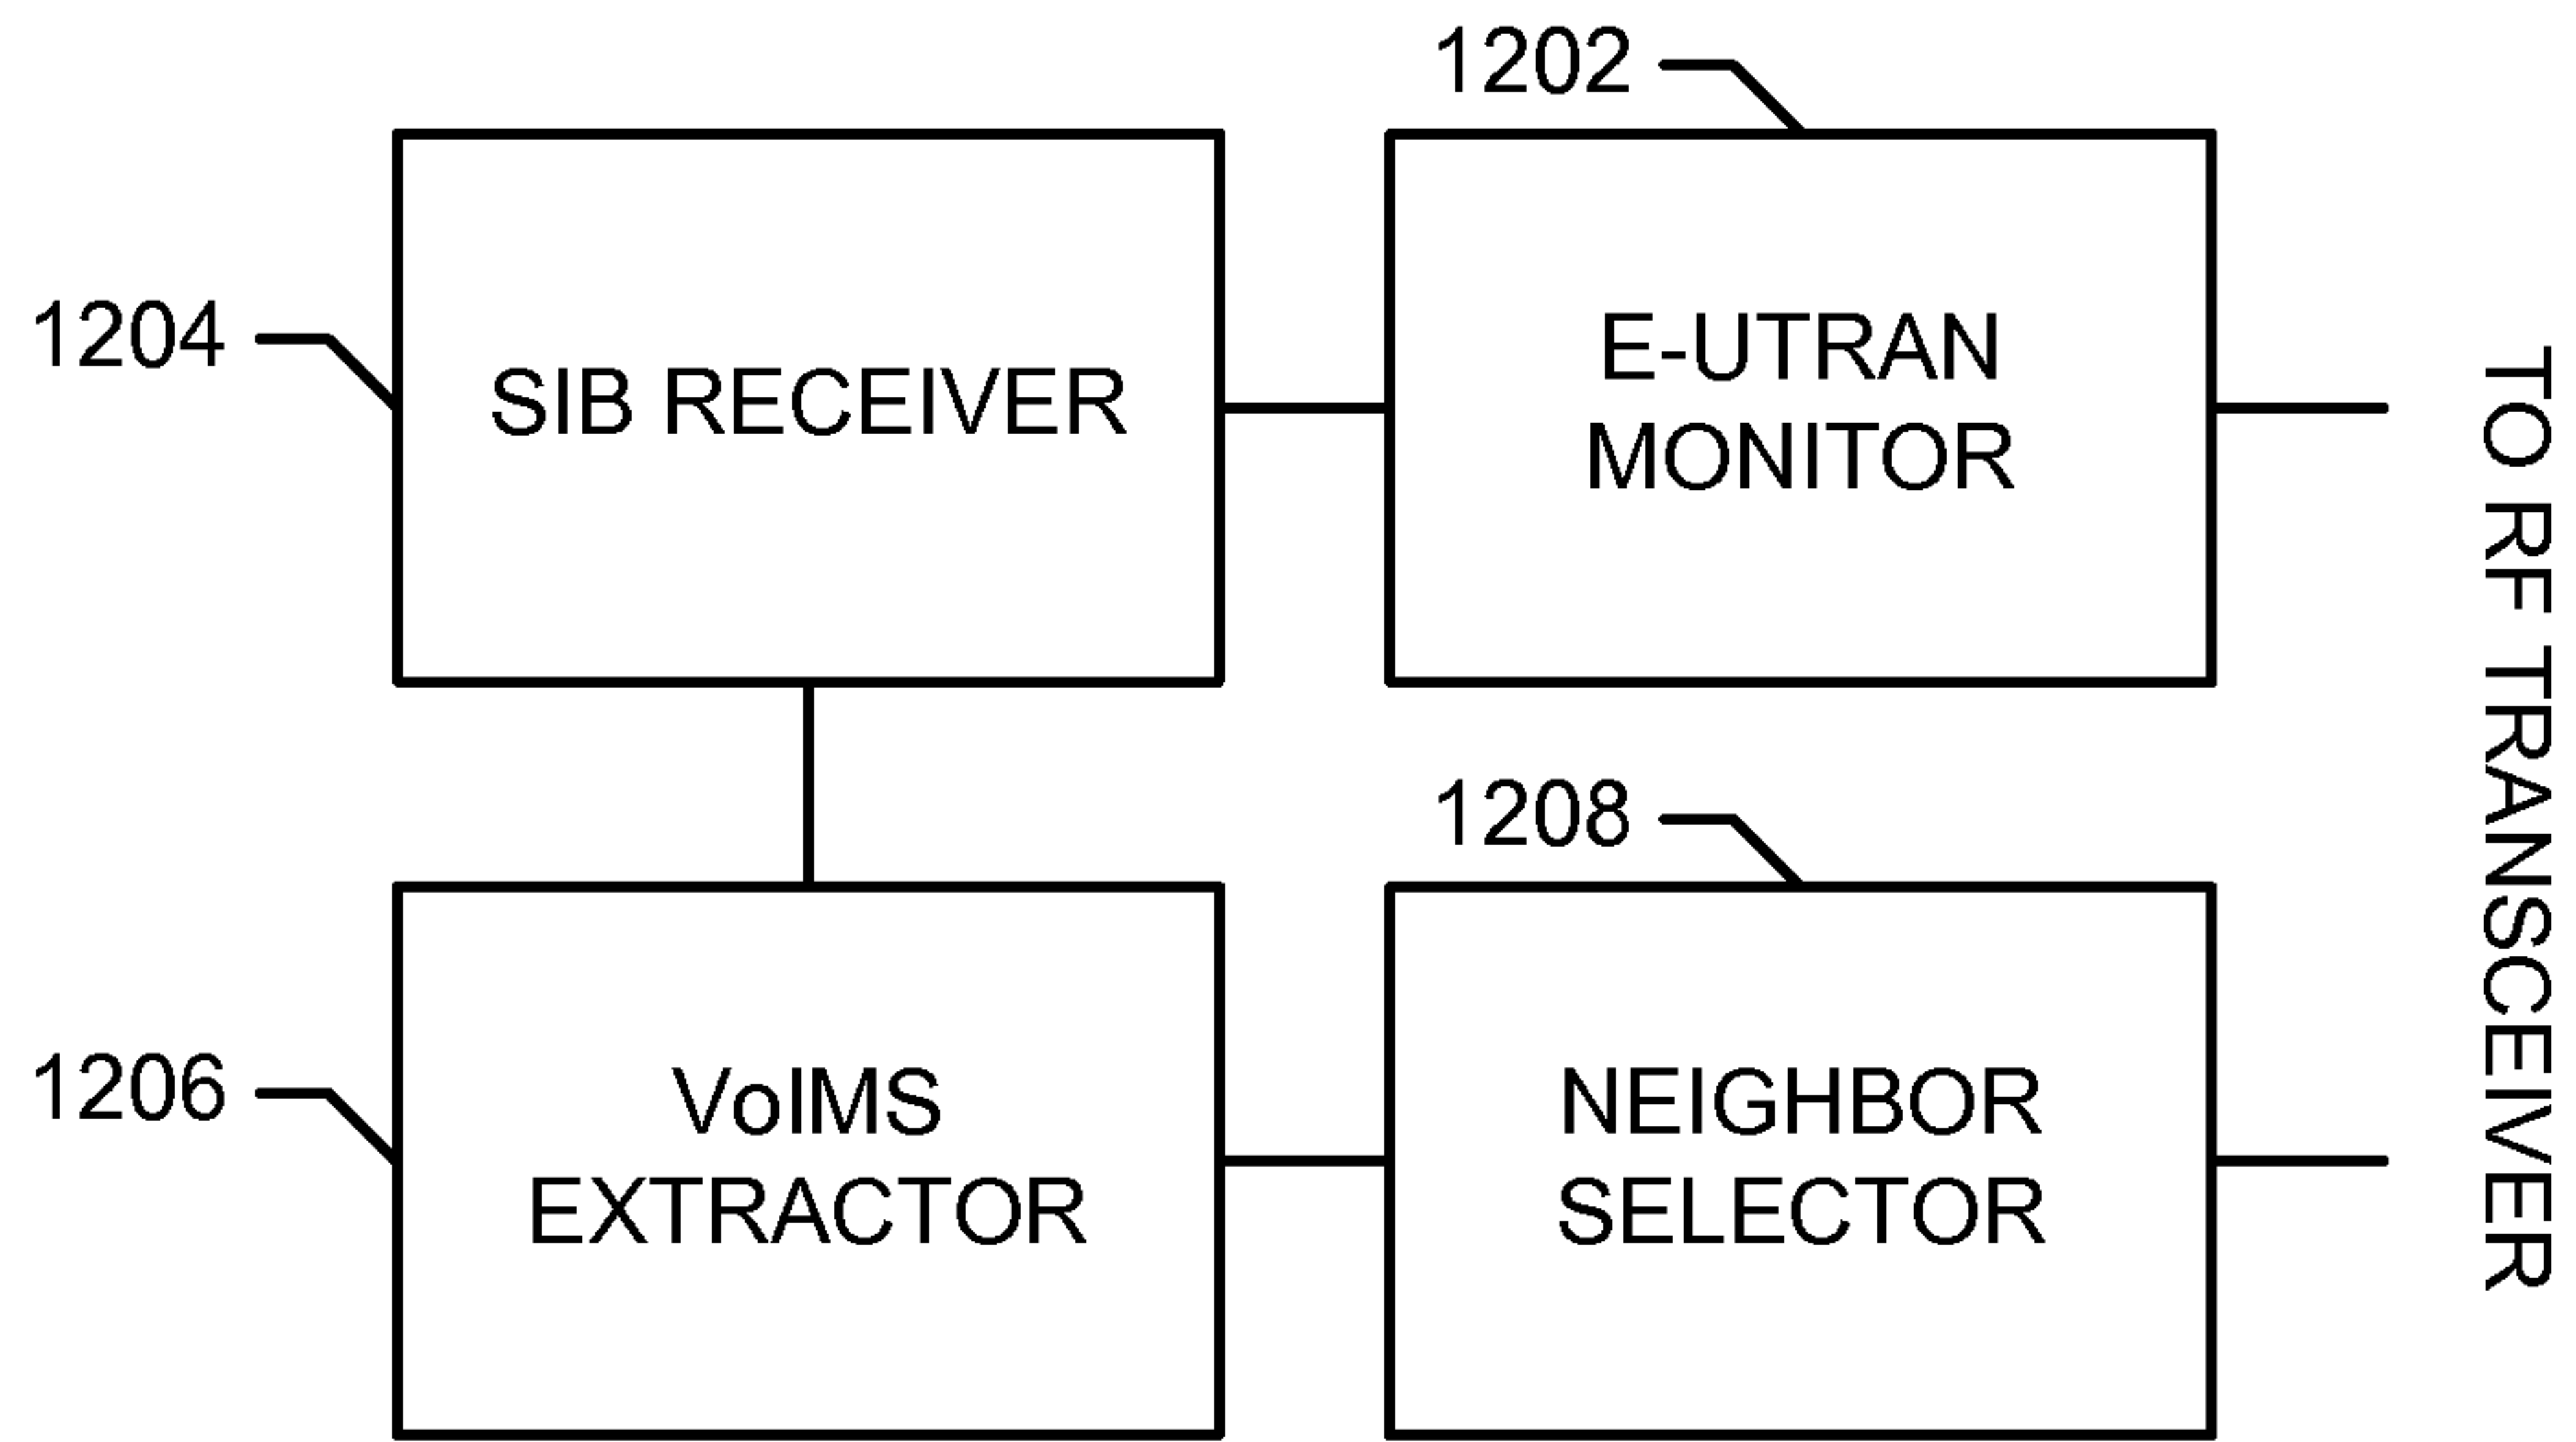 1202
1204
SIB RECEIVER
E-UTRAN
MONITOR
TO RF TRANSCEIVER
1208
1206
VoIMS
EXTRACTOR
NEIGHBOR
SELECTOR